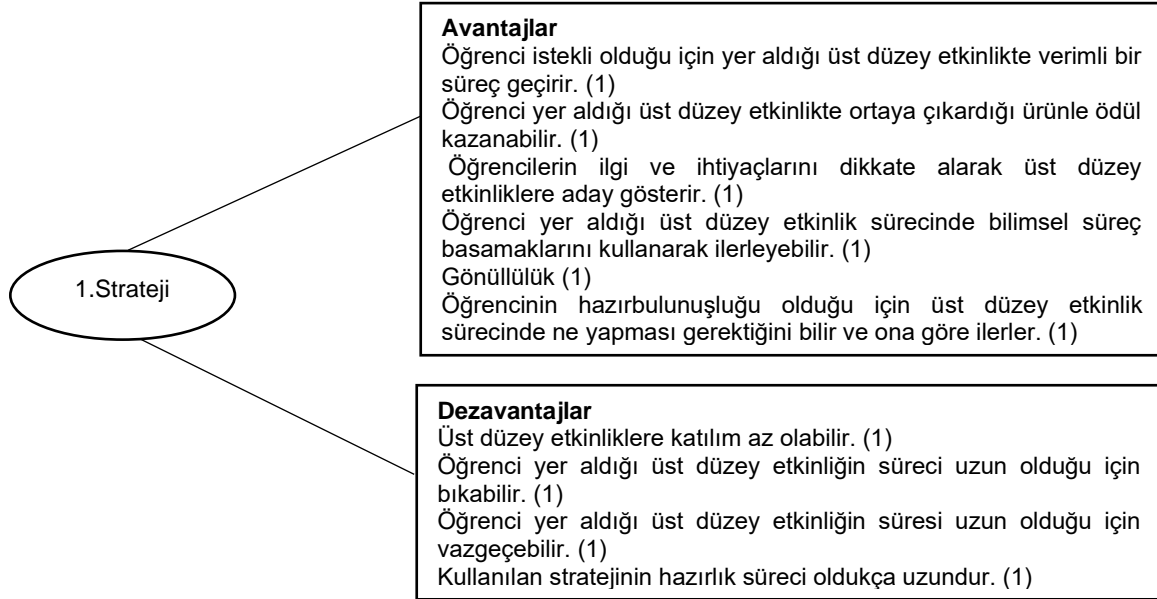 Avantajlar
Öğrenci istekli olduğu için yer aldığı üst düzey etkinlikte verimli bir
süreç geçirir. (1)
Öğrenci yer aldığı üst düzey etkinlikte ortaya çıkardığı ürünle ödül
kazanabilir. (1)
Öğrencilerin ilgi ve ihtiyaçlarını dikkate alarak üst düzey
etkinliklere aday gösterir. (1)
Öğrenci yer aldığı üst düzey etkinlik sürecinde bilimsel süreç
basamaklarını kullanarak ilerleyebilir. (1)
Gönüllülük (1)
Öğrencinin hazırbulunuşluğu olduğu için üst düzey etkinlik
sürecinde ne yapması gerektiğini bilir ve ona göre ilerler. (1)
1.Strateji
Dezavantajlar
Üst düzey etkinliklere katılım az olabilir. (1)
Öğrenci yer aldığı üst düzey etkinliğin süreci uzun olduğu için
bıkabilir. (1)
Öğrenci yer aldığı üst düzey etkinliğin süresi uzun olduğu için
vazgeçebilir. (1)
Kullanılan stratejinin hazırlık süreci oldukça uzundur. (1)